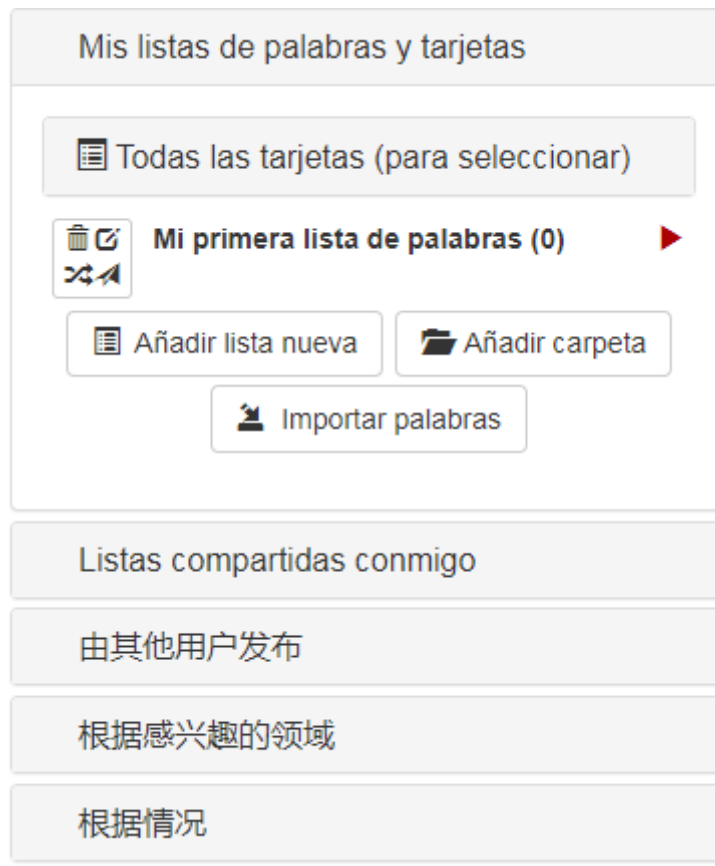 Mis listas de palabras y tarjetas
Todas las tarjetas (para seleccionar)
Mi primera lista de palabras (0)
Añadir lista nueva
Añadir carpeta
Importar palabras
Listas compartidas conmigo
由其他用户发布
根据感兴趣的领域
根据情况